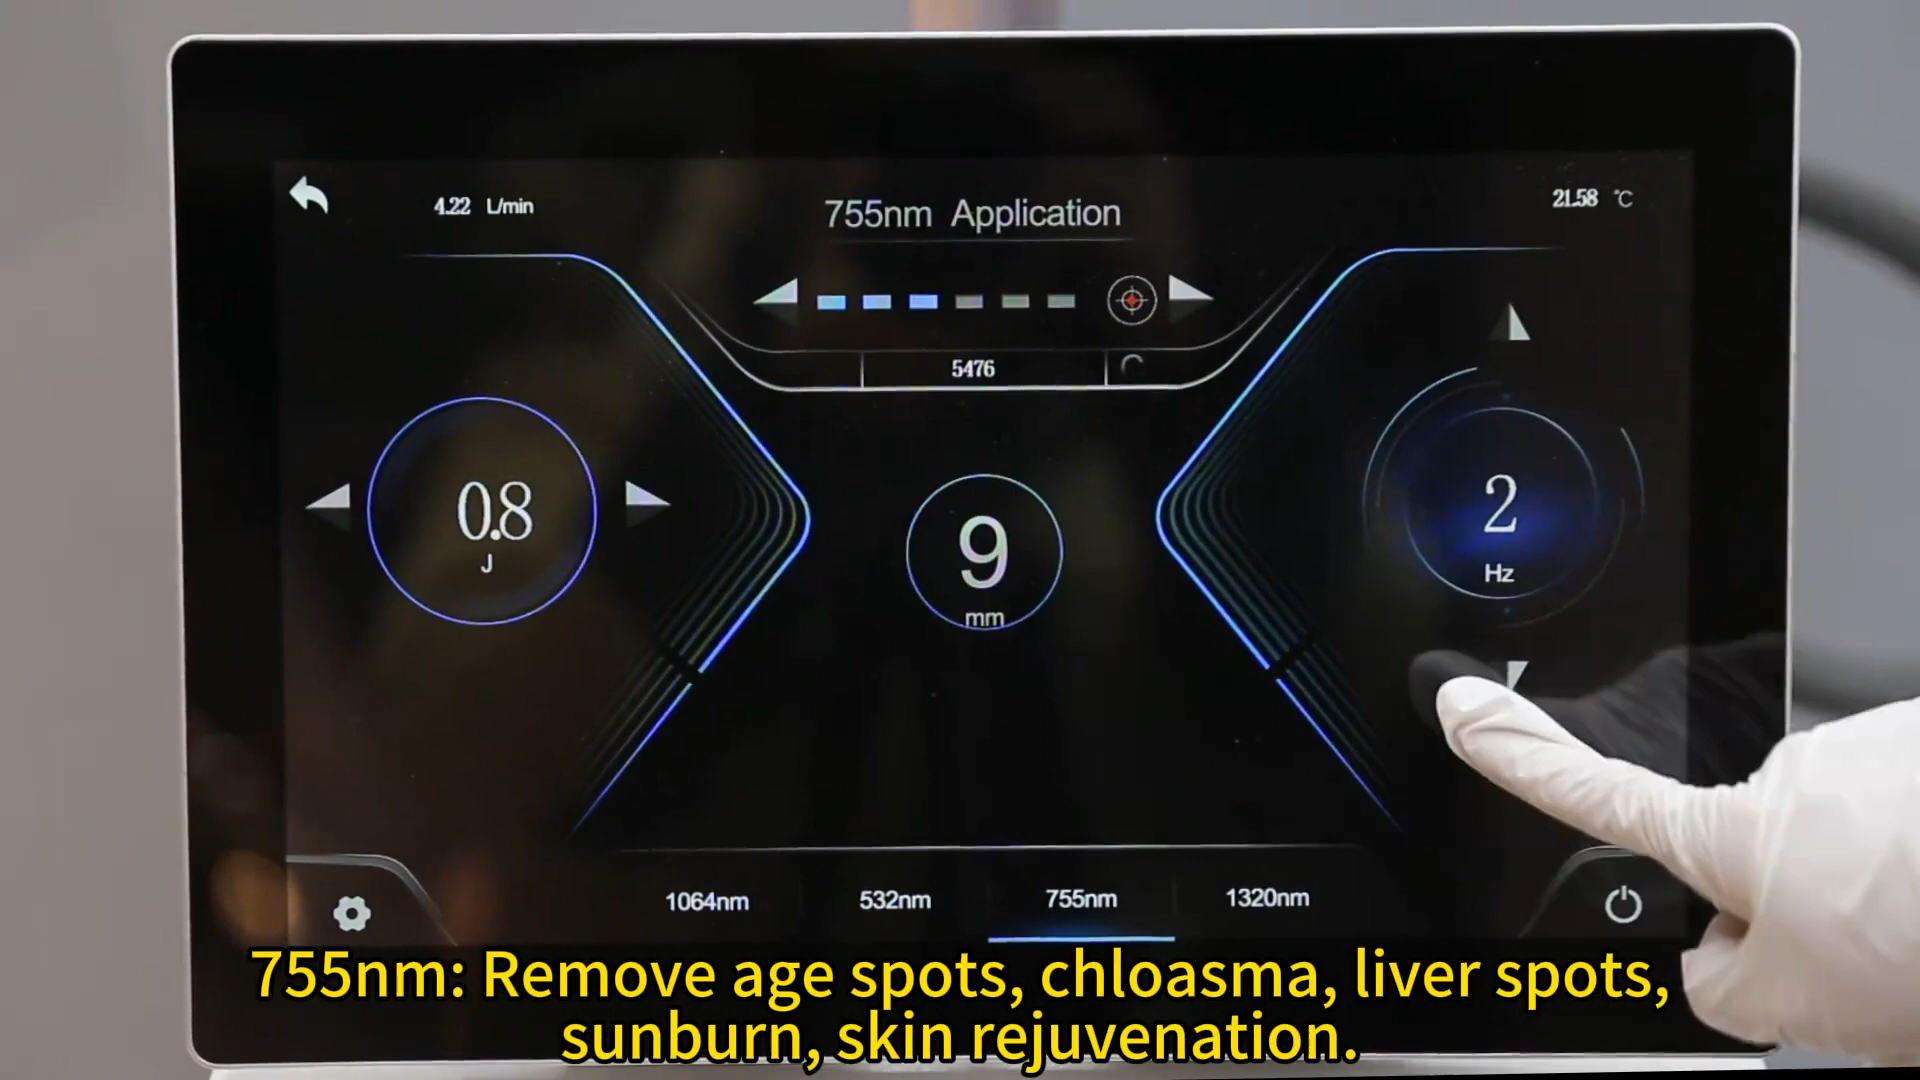 4.22 L/min
755nm Application
21.58 °C
5476
0.8
J
9
mm
2
Hz
1064nm
532nm
755nm
1320nm
755nm: Remove age spots, chloasma, liver spots,
sunburn, skin rejuvenation.